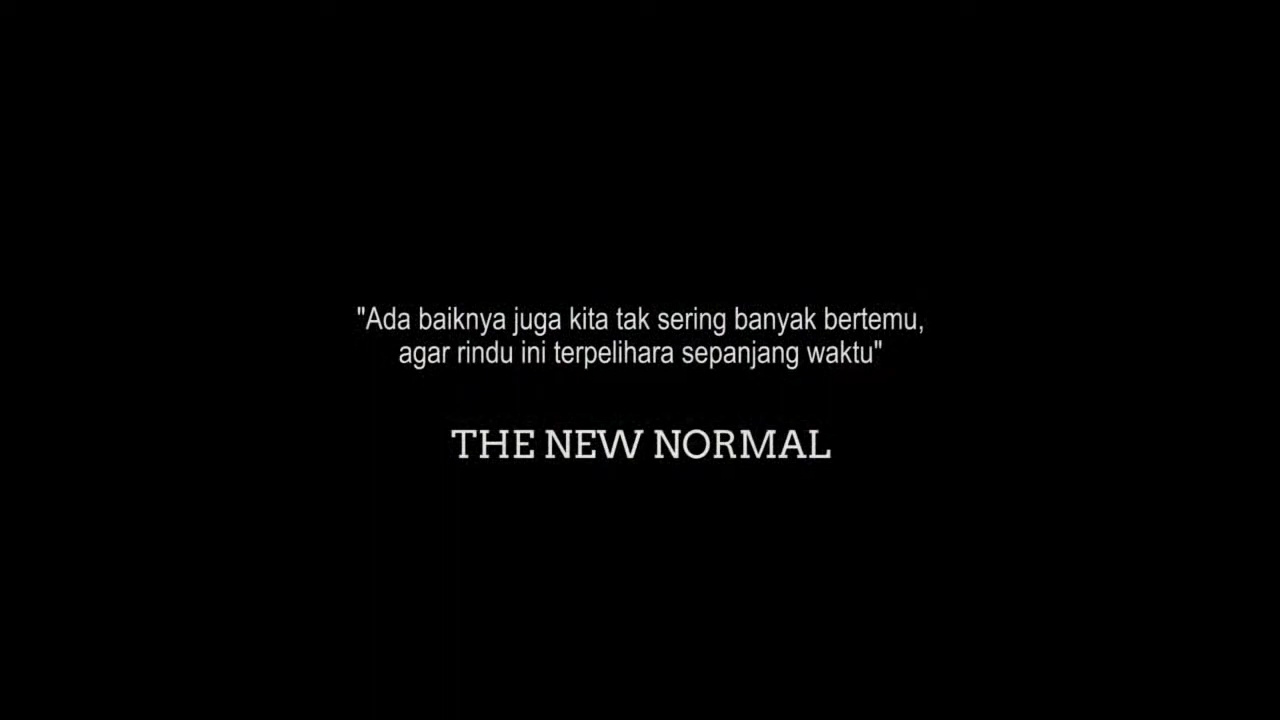 "Ada baiknya juga kita tak sering banyak bertemu,
agar rindu ini terpelihara sepanjang waktu"
THE NEW NORMAL